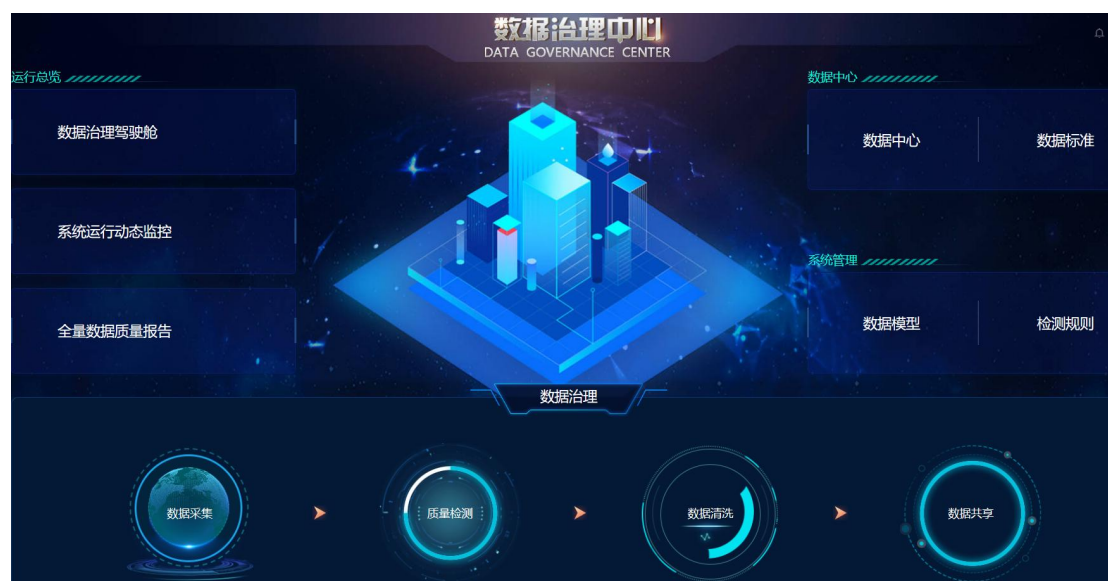 数据治理中心
DATA GOVERNANCE CENTER
运行总览
数据治理驾驶舱
系统运行动态监控
全量数据质量报告
数据中心
数据中心
数据标准
系统管理
数据模型
检测规则
数据治理
数据采集
质量检测
数据清洗
数据共享